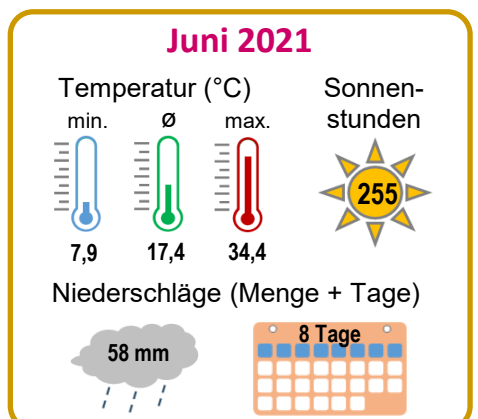 Juni 2021
Temperatur (°C)
min. Ø max.
7,9 17,4 34,4
Sonnen-
stunden
255
Niederschläge (Menge + Tage)
58 mm
8 Tage